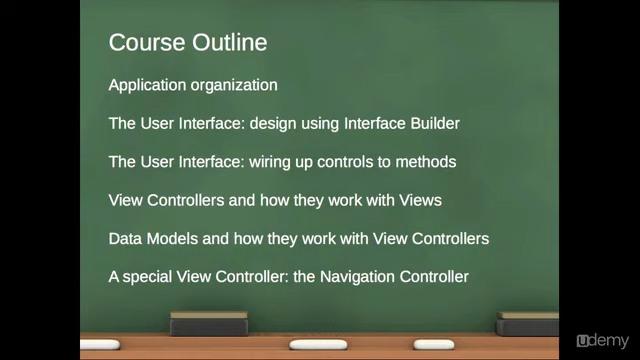 Course Outline
Application organization
The User Interface: design using Interface Builder
The User Interface: wiring up controls to methods
View Controllers and how they work with Views
Data Models and how they work with View Controllers
A special View Controller: the Navigation Controller
udemy